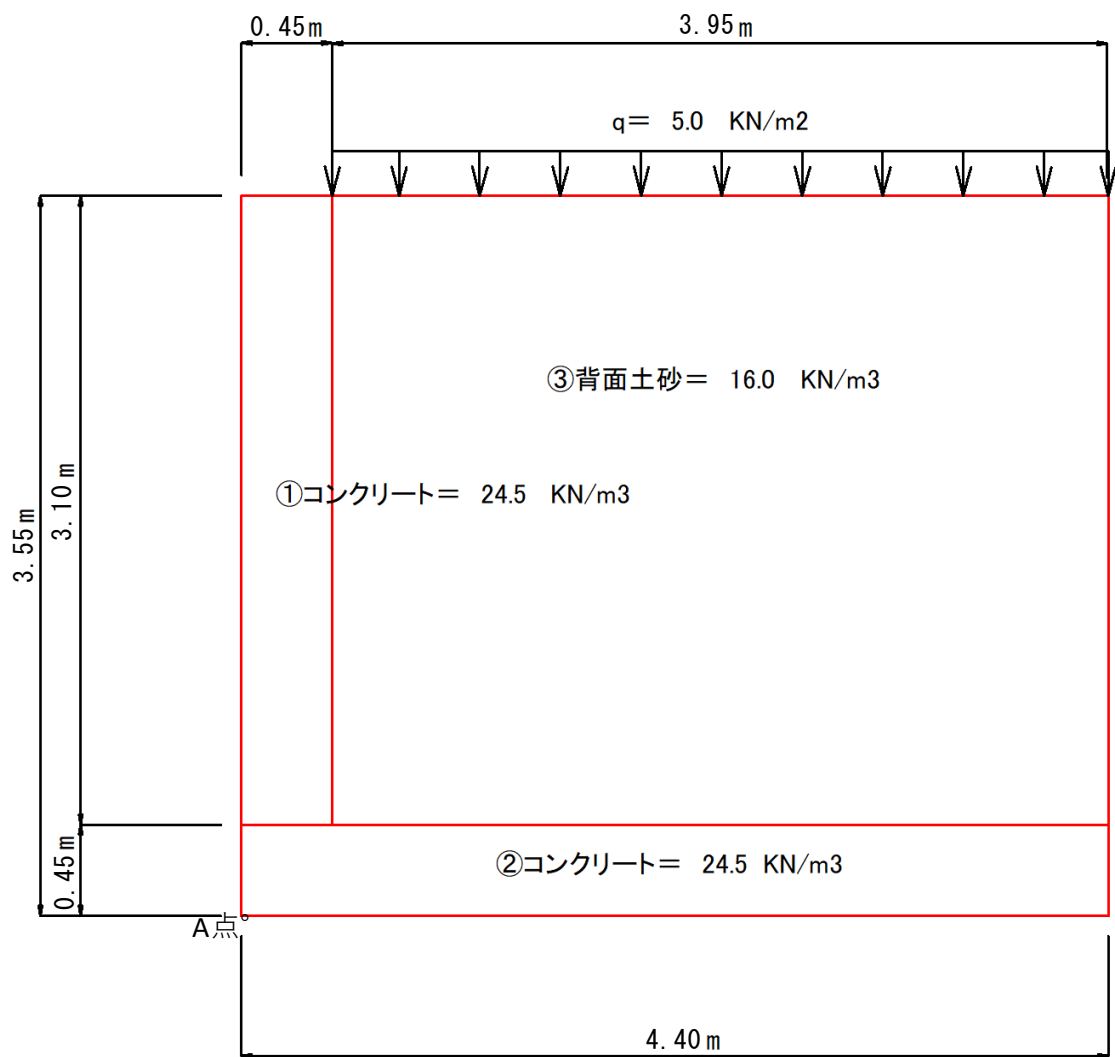 0.45m
3.95m
q＝ 5.0 KN/m2
③背面土砂＝ 16.0 KN/m3
①コンクリート＝ 24.5 KN/m3
3.55m
3.10m
0.45m
②コンクリート＝ 24.5 KN/m3
A点
4.40m